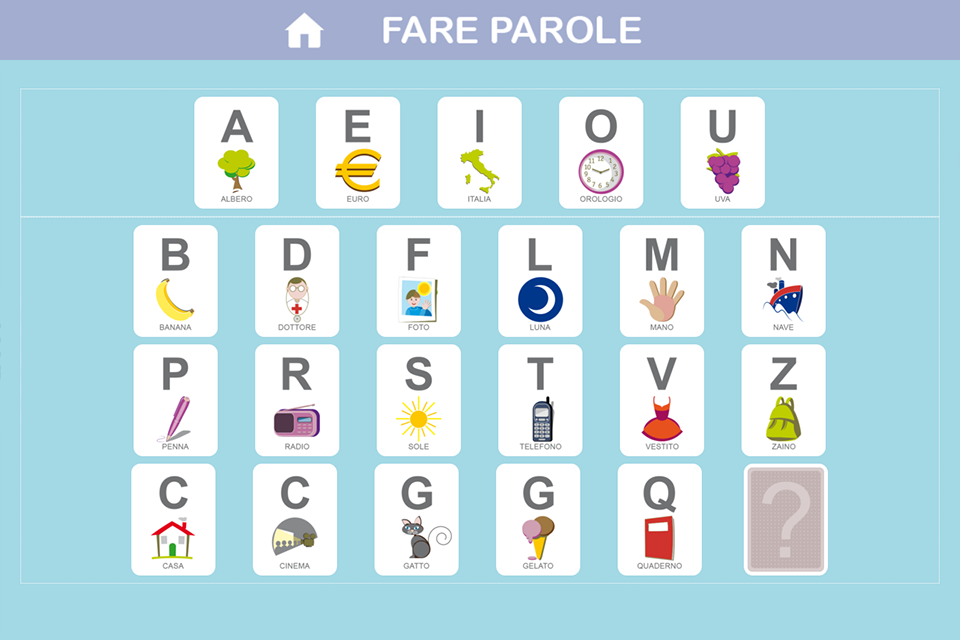 FARE PAROLE
A E I O U
ALBERO EURO ITALIA OROLOGIO UVA
B D F L M N
BANANA DOTTORE FOTO LUNA MANO NAVE
P R S T V Z
PENNA RADIO SOLE TELEFONO VESTITO ZAINO
C C G G Q ?
CASA CINEMA GATTO GELATO QUADERNO